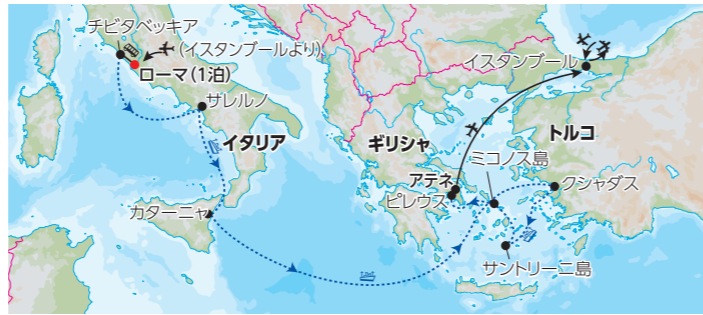 チビタベッキア
(イスタンブールより)
ローマ(1泊)
サレルノ
イタリア
カターニャ
ギリシャ
アテネ
ピレウス
ミコノス島
イスタンブール
トルコ
クシャダス
サントリーニ島